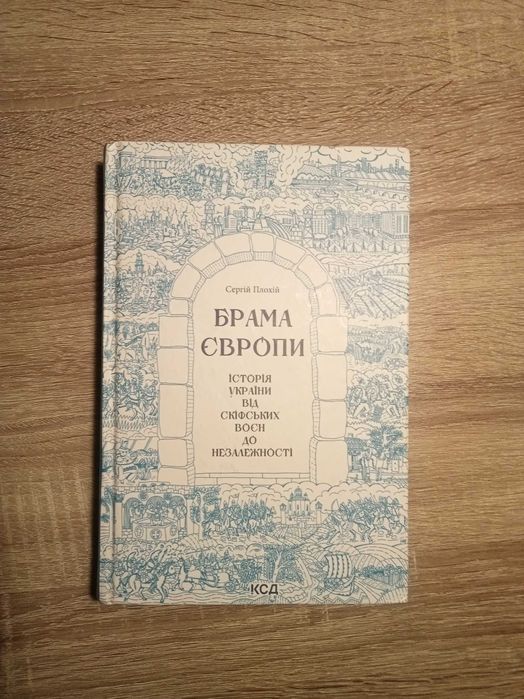 Сергій Плохій
БРАМА
ЄВРОПИ
ІСТОРІЯ
УКРАЇНИ
ВІД
СКІФСЬКИХ
ВОЄН
ДО
НЕЗАЛЕЖНОСТІ
КСД